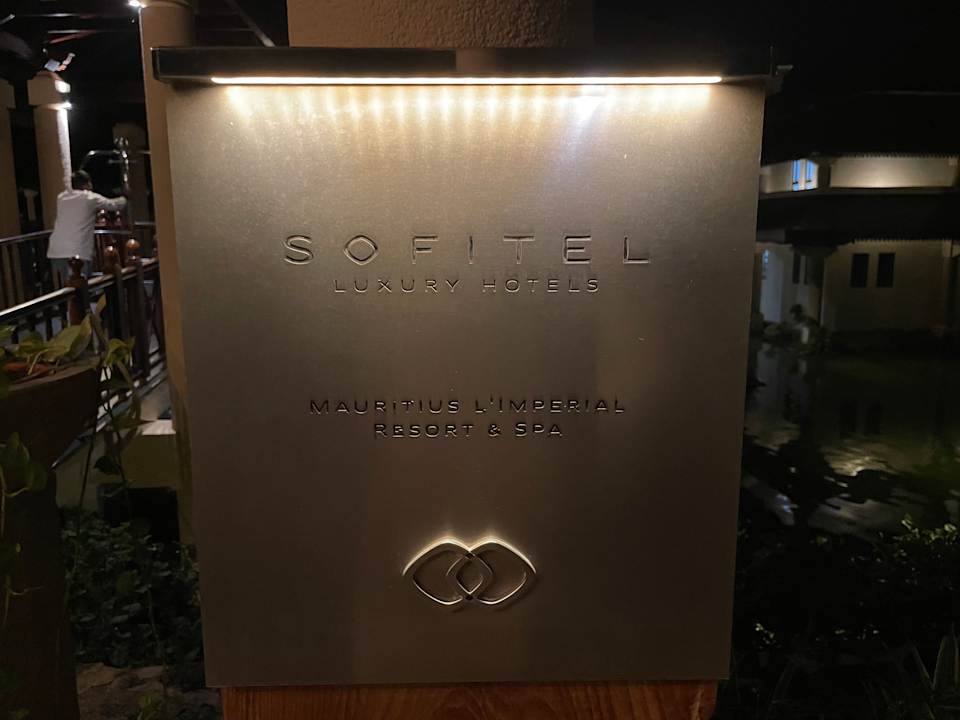 SOFITEL
LUXURY HOTELS
MAURITIUS L'IMPERIAL
RESORT & SPA